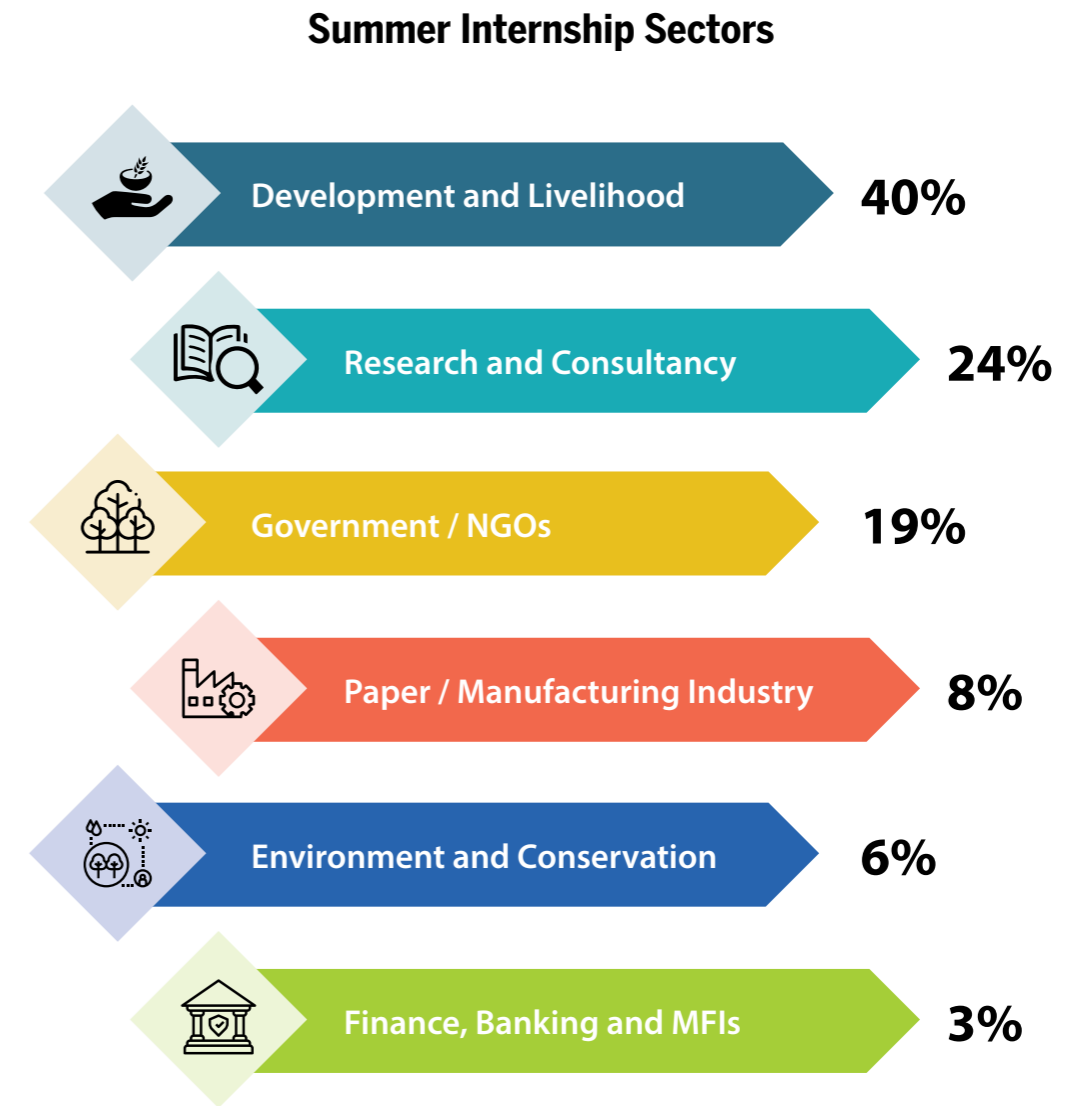 Summer Internship Sectors
Development and Livelihood 40%
Research and Consultancy 24%
Government / NGOs 19%
Paper / Manufacturing Industry 8%
Environment and Conservation 6%
Finance, Banking and MFIs 3%